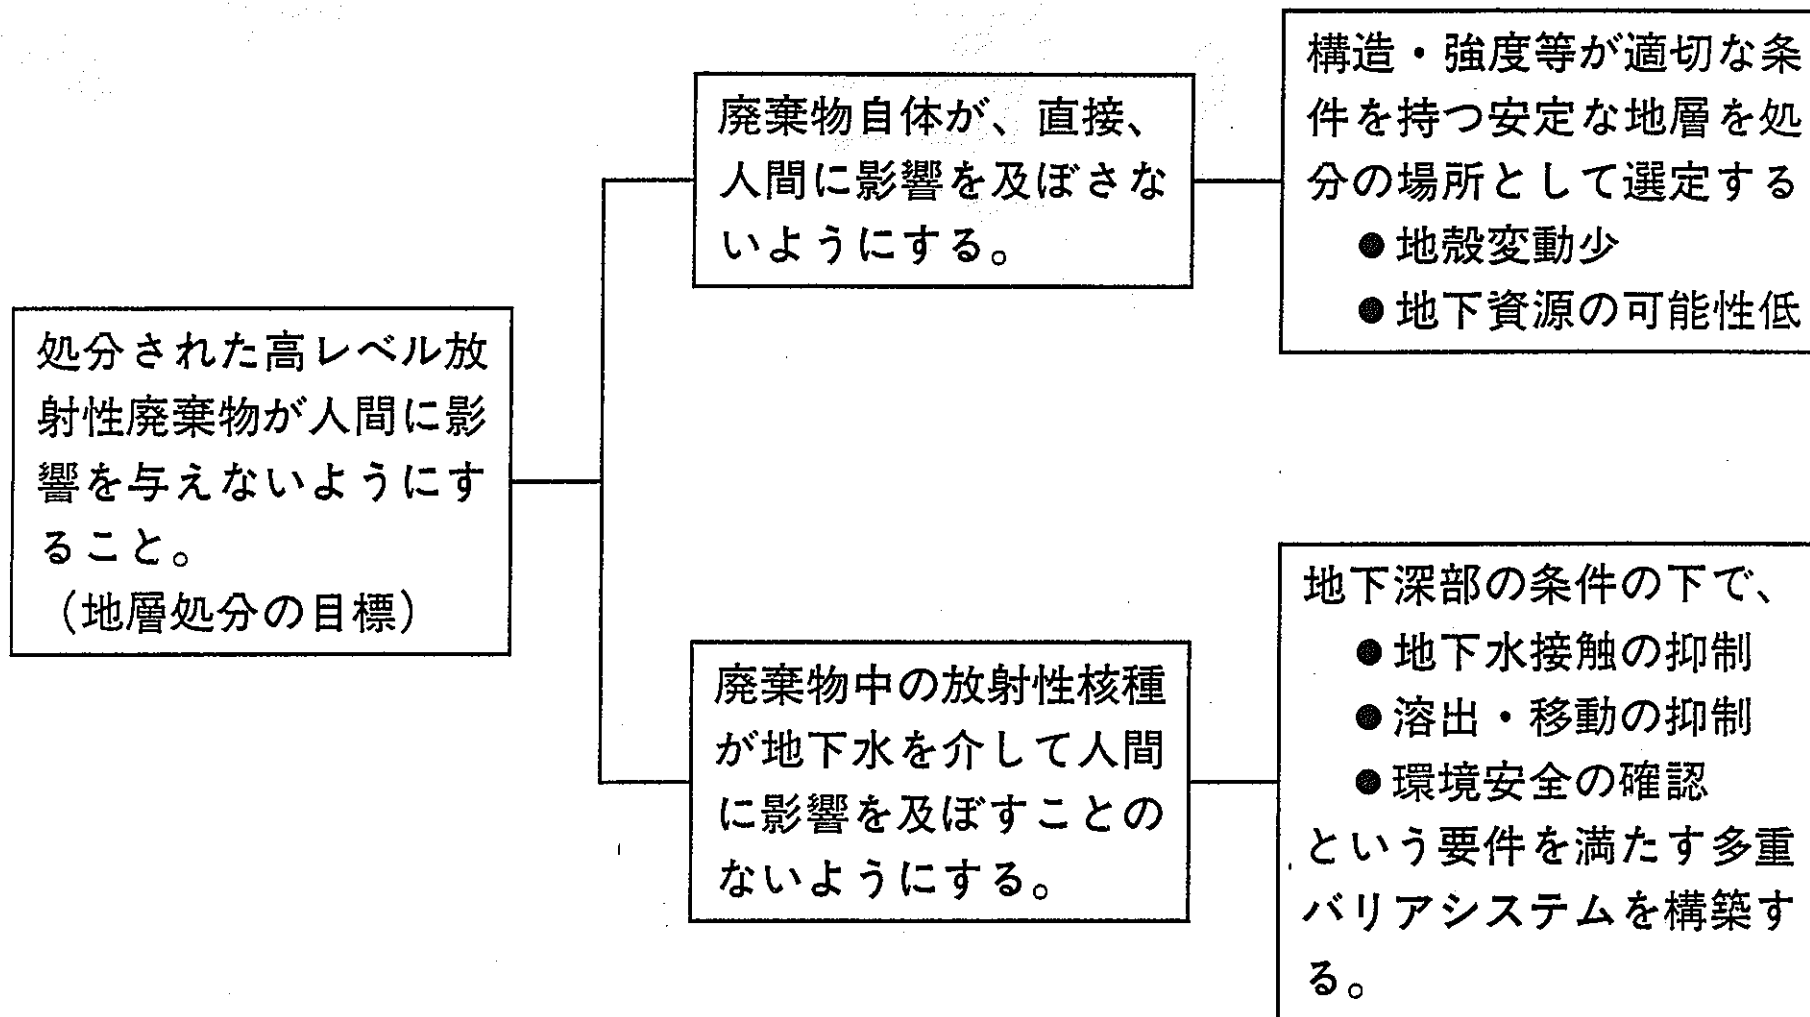 処分された高レベル放
射性廃棄物が人間に影
響を与えないようにす
ること。
（地層処分の目標）
廃棄物自体が、直接、
人間に影響を及ぼさな
いようにする。
構造・強度等が適切な条
件を持つ安定な地層を処
分の場所として選定する
●地殻変動少
●地下資源の可能性低
廃棄物中の放射性核種
が地下水を介して人間
に影響を及ぼすことの
ないようにする。
地下深部の条件の下で、
●地下水接触の抑制
●溶出・移動の抑制
●環境安全の確認
という要件を満たす多重
バリアシステムを構築す
る。